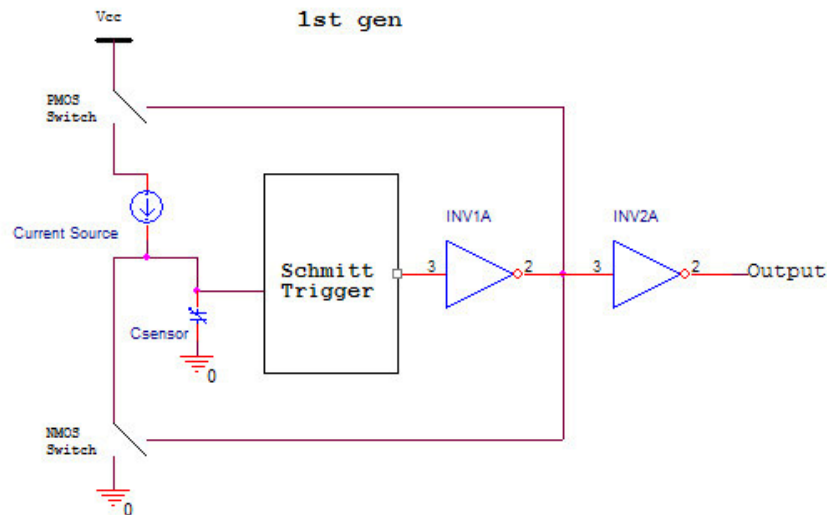 Vcc
1st gen
PMOS
Switch
Current Source
INV1A
INV2A
Schmitt
Trigger
3
2
3
2
Output
Csensor
0
NMOS
Switch
0